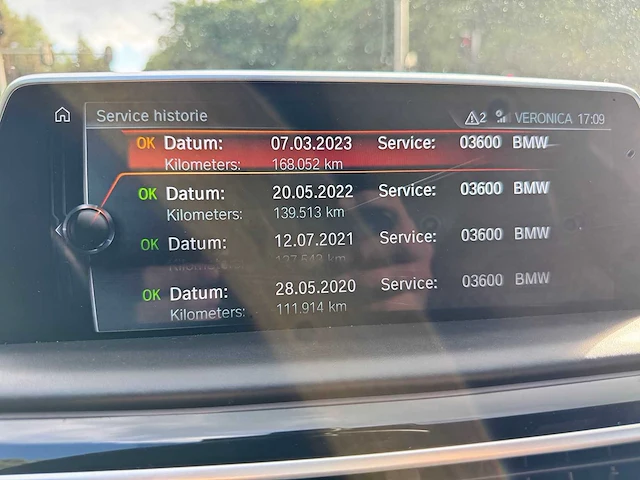 Service historie 2 VERONICA 17:09
OK Datum: 07.03.2023 Service: 03600 BMW
Kilometers: 168.052 km
OK Datum: 20.05.2022 Service: 03600 BMW
Kilometers: 139.513 km
OK Datum: 12.07.2021 Service: 03600 BMW
Kilometers: km
OK Datum: 28.05.2020 Service: 03600 BMW
Kilometers: 111.914 km